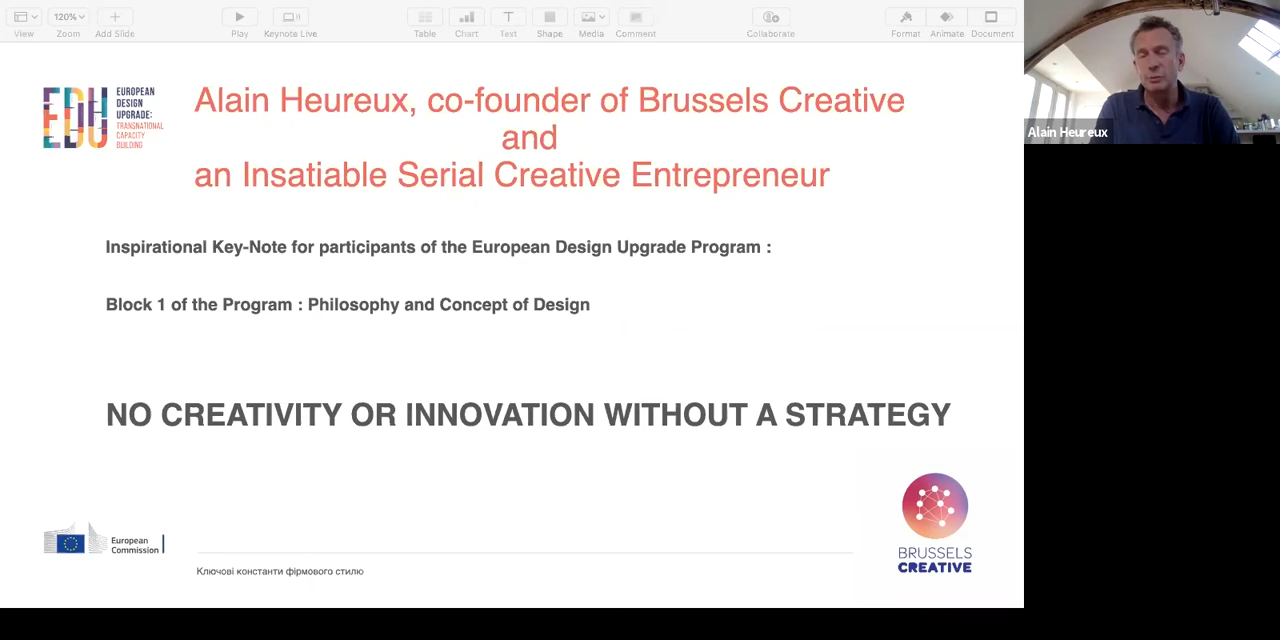 120%
View
Zoom
Add Slide
Play
Keynote Live
Table
Chart
Text
Shape
Media
Comment
Collaborate
Format
Animate
Document
EDU
EUROPEAN
DESIGN
UPGRADE:
TRANSNATIONAL
CAPACITY
BUILDING
Alain Heureux, co-founder of Brussels Creative
and
an Insatiable Serial Creative Entrepreneur
Alain Heureux
Inspirational Key-Note for participants of the European Design Upgrade Program :
Block 1 of the Program : Philosophy and Concept of Design
NO CREATIVITY OR INNOVATION WITHOUT A STRATEGY
European
Commission
BRUSSELS
CREATIVE
Ключові константи фірмового стилю